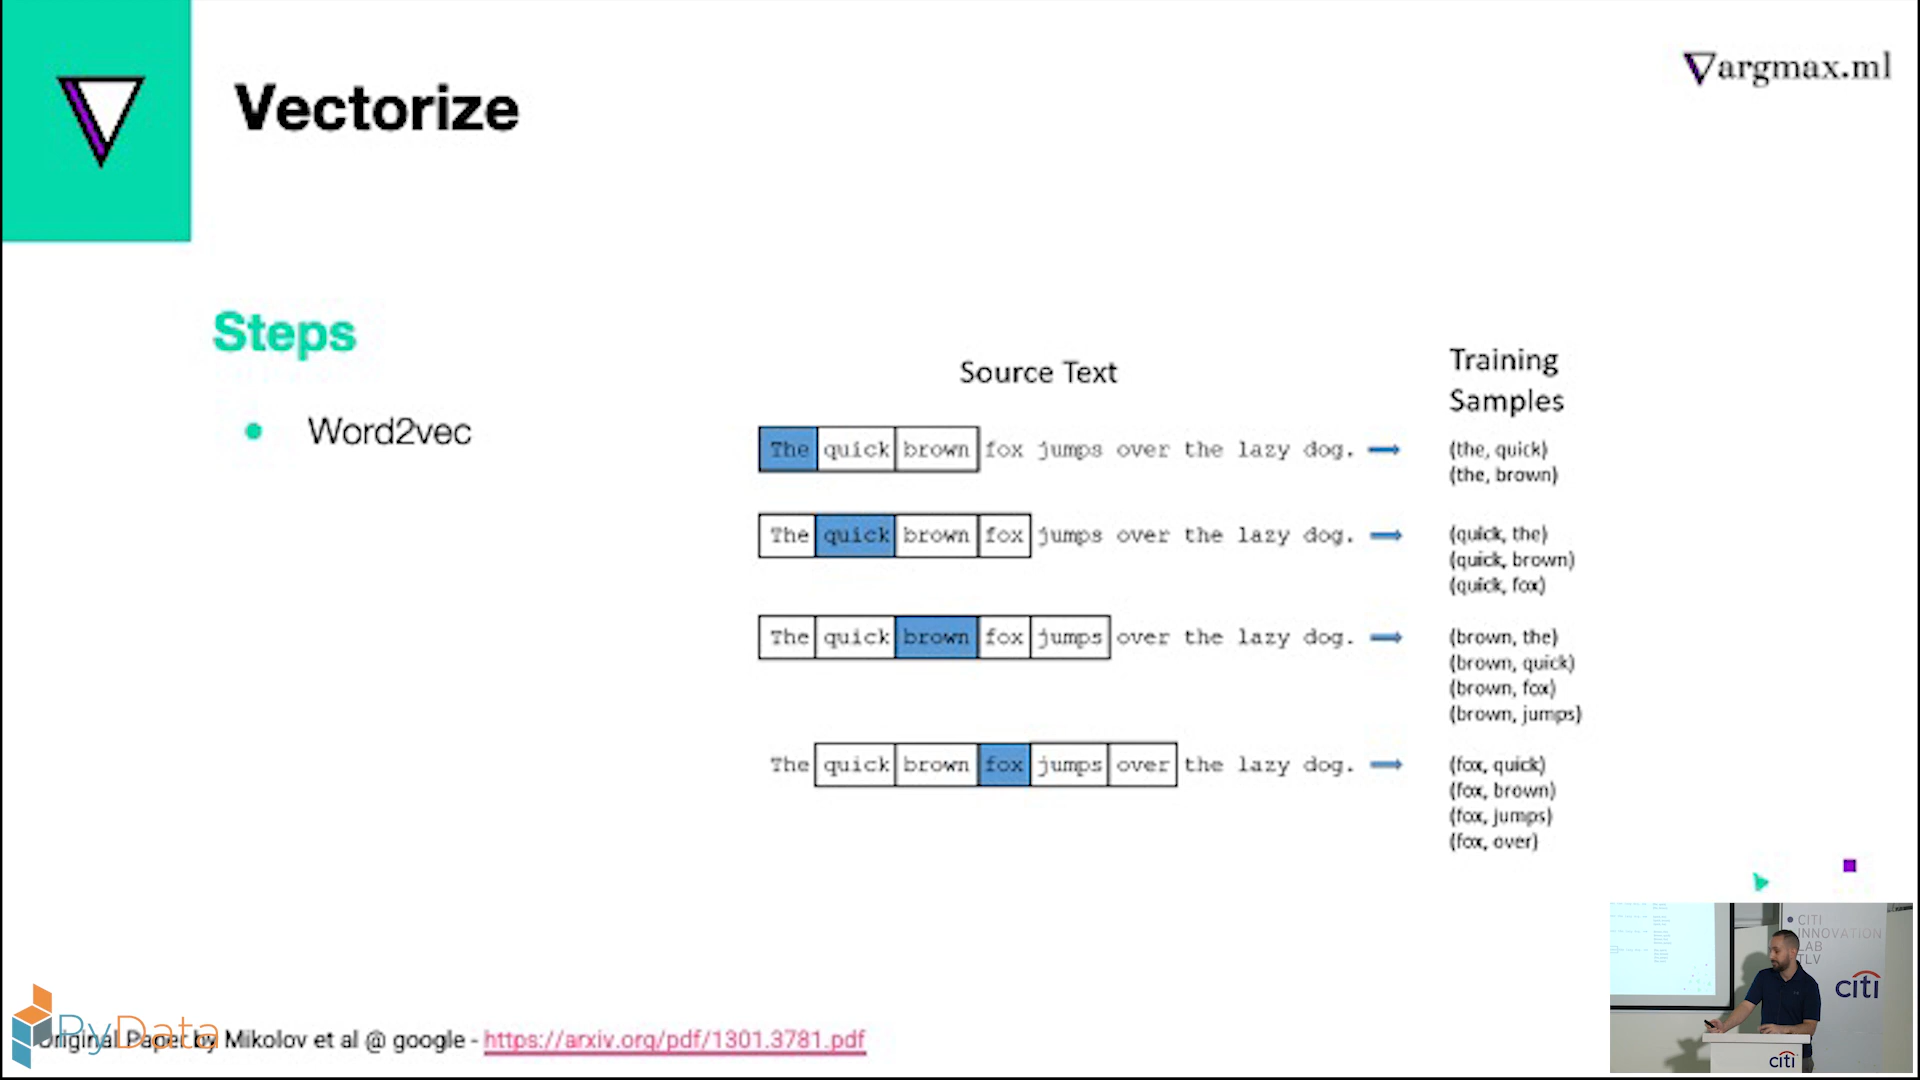 Vectorize
argmax.ml
Steps
Word2vec
Source Text
Training
Samples
The quick brown fox jumps over the lazy dog.
(the, quick)
(the, brown)
The quick brown fox jumps over the lazy dog.
(quick, the)
(quick, brown)
(quick, fox)
The quick brown fox jumps over the lazy dog.
(brown, the)
(brown, quick)
(brown, fox)
(brown, jumps)
The quick brown fox jumps over the lazy dog.
(fox, quick)
(fox, brown)
(fox, jumps)
(fox, over)
CITI
INNOVATION
LAB
TLV
citi
citi
PyData
Original Paper by Mikolov et al @ google - https://arxiv.org/pdf/1301.3781.pdf